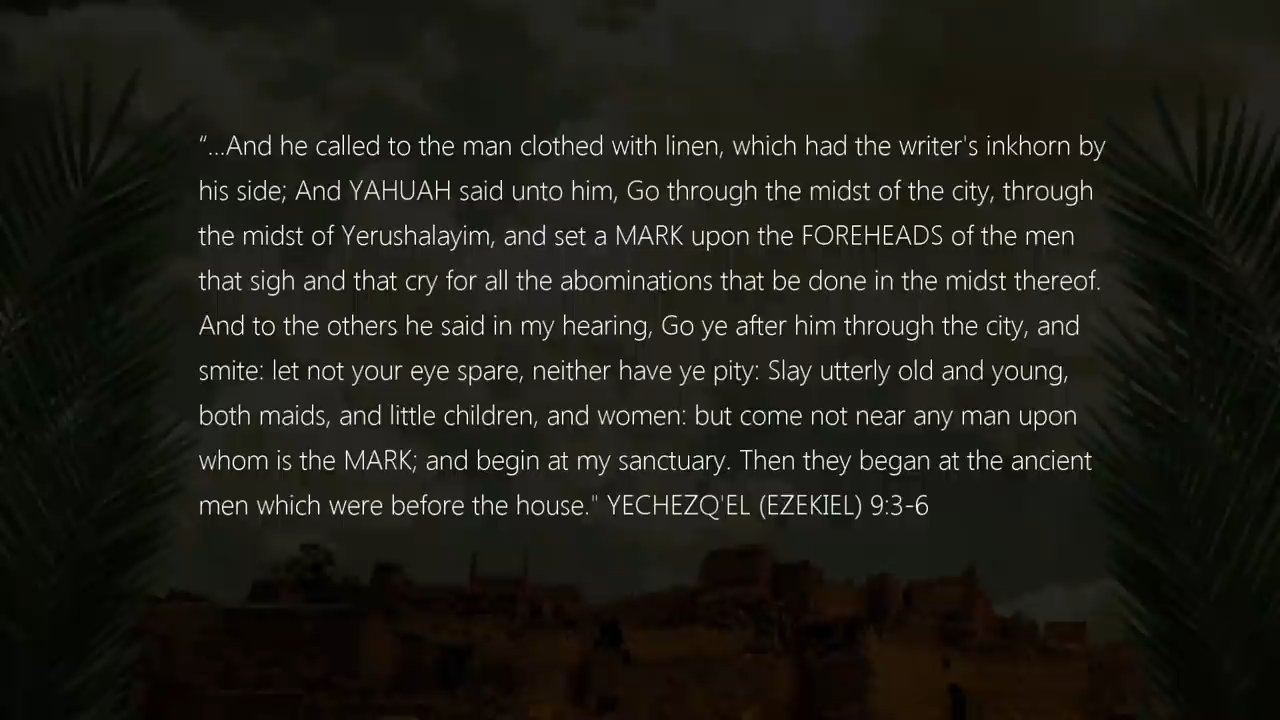 “...And he called to the man clothed with linen, which had the writer's inkhorn by
his side; And YAHUAH said unto him, Go through the midst of the city, through
the midst of Yerushalayim, and set a MARK upon the FOREHEADS of the men
that sigh and that cry for all the abominations that be done in the midst thereof.
And to the others he said in my hearing, Go ye after him through the city, and
smite: let not your eye spare, neither have ye pity: Slay utterly old and young,
both maids, and little children, and women: but come not near any man upon
whom is the MARK; and begin at my sanctuary. Then they began at the ancient
men which were before the house." YECHEZQ'EL (EZEKIEL) 9:3-6